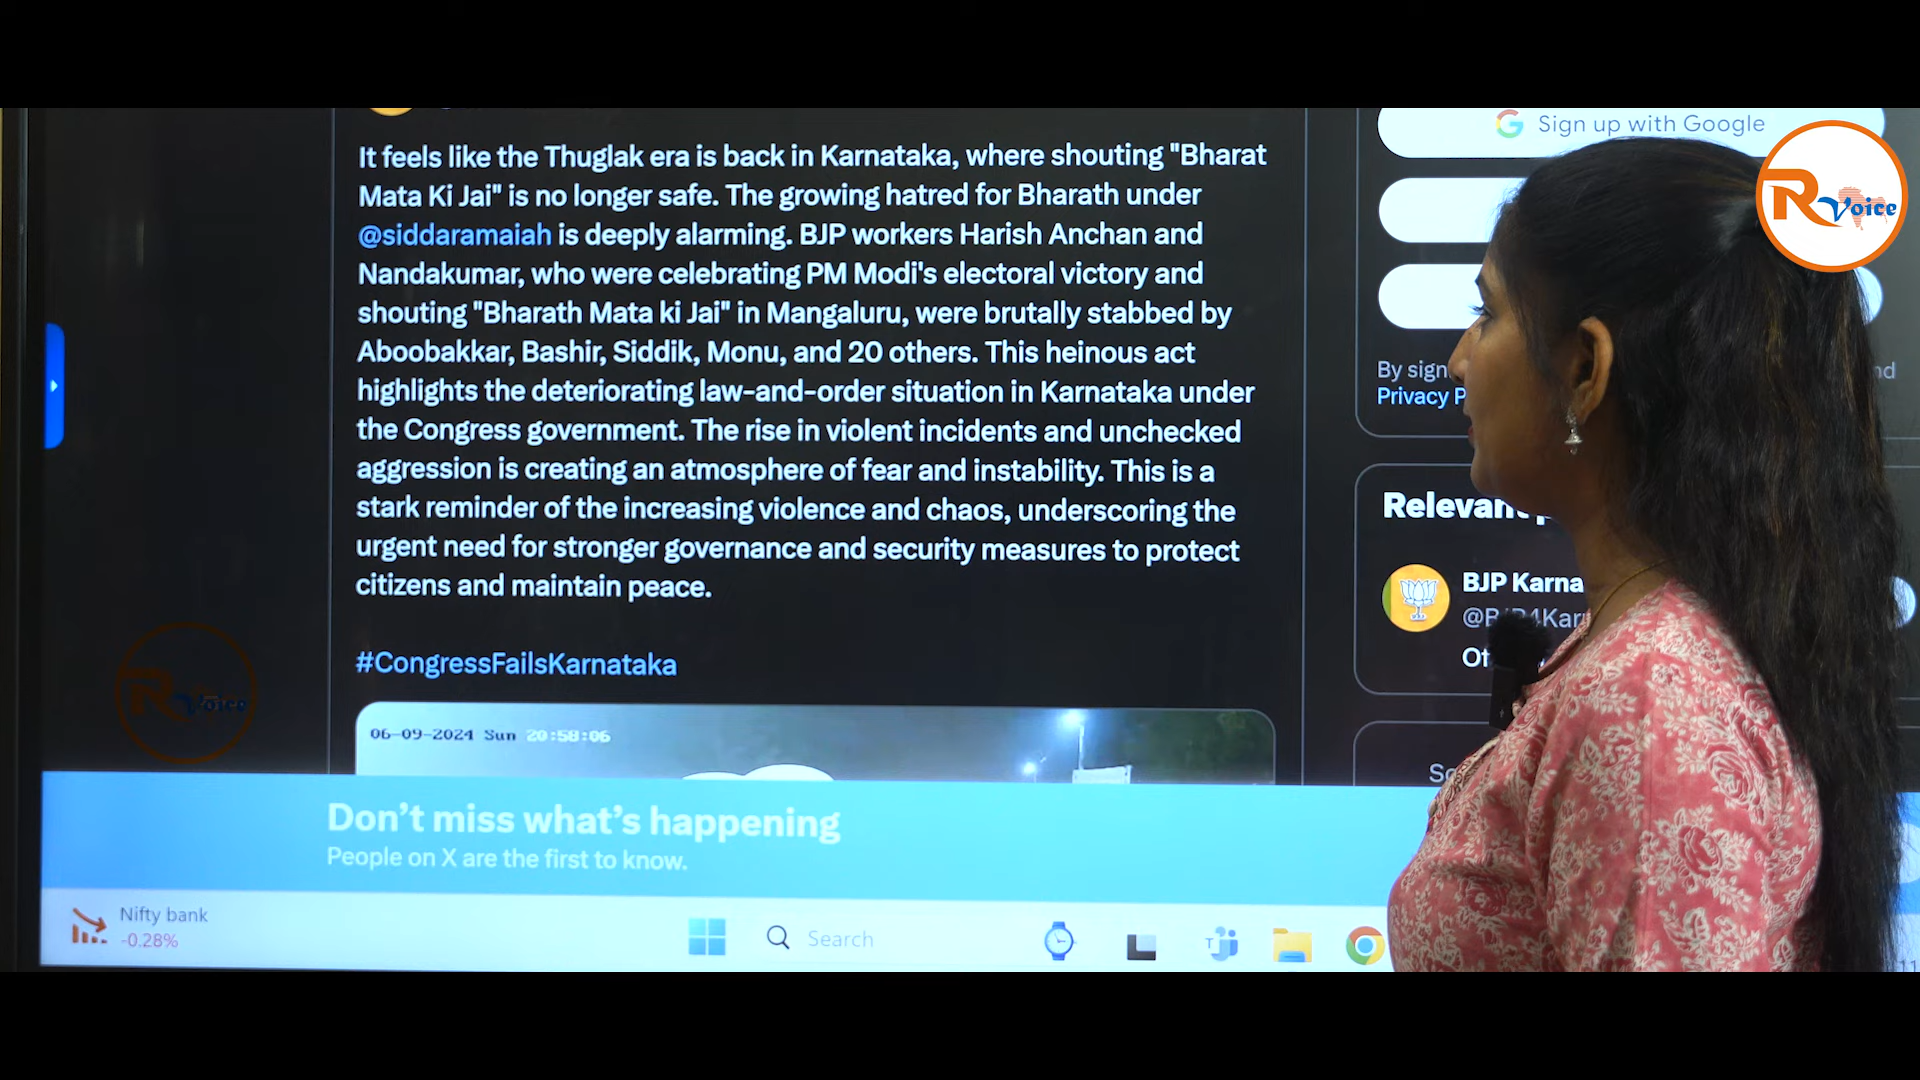 It feels like the Thuglak era is back in Karnataka, where shouting "Bharat
Mata Ki Jai" is no longer safe. The growing hatred for Bharath under
@siddaramaiah is deeply alarming. BJP workers Harish Anchan and
Nandakumar, who were celebrating PM Modi's electoral victory and
shouting "Bharath Mata ki Jai" in Mangaluru, were brutally stabbed by
Aboobakkar, Bashir, Siddik, Monu, and 20 others. This heinous act
highlights the deteriorating law-and-order situation in Karnataka under
the Congress government. The rise in violent incidents and unchecked
aggression is creating an atmosphere of fear and instability. This is a
stark reminder of the increasing violence and chaos, underscoring the
urgent need for stronger governance and security measures to protect
citizens and maintain peace.
#CongressFailsKarnataka
06-09-2024 Sun 20:58:06
Sign up with Google
By
Privacy
BJP
R Voice
R Voice
Don't miss what's happening
People on X are the first to know.
Nifty bank
-0.28%
Search